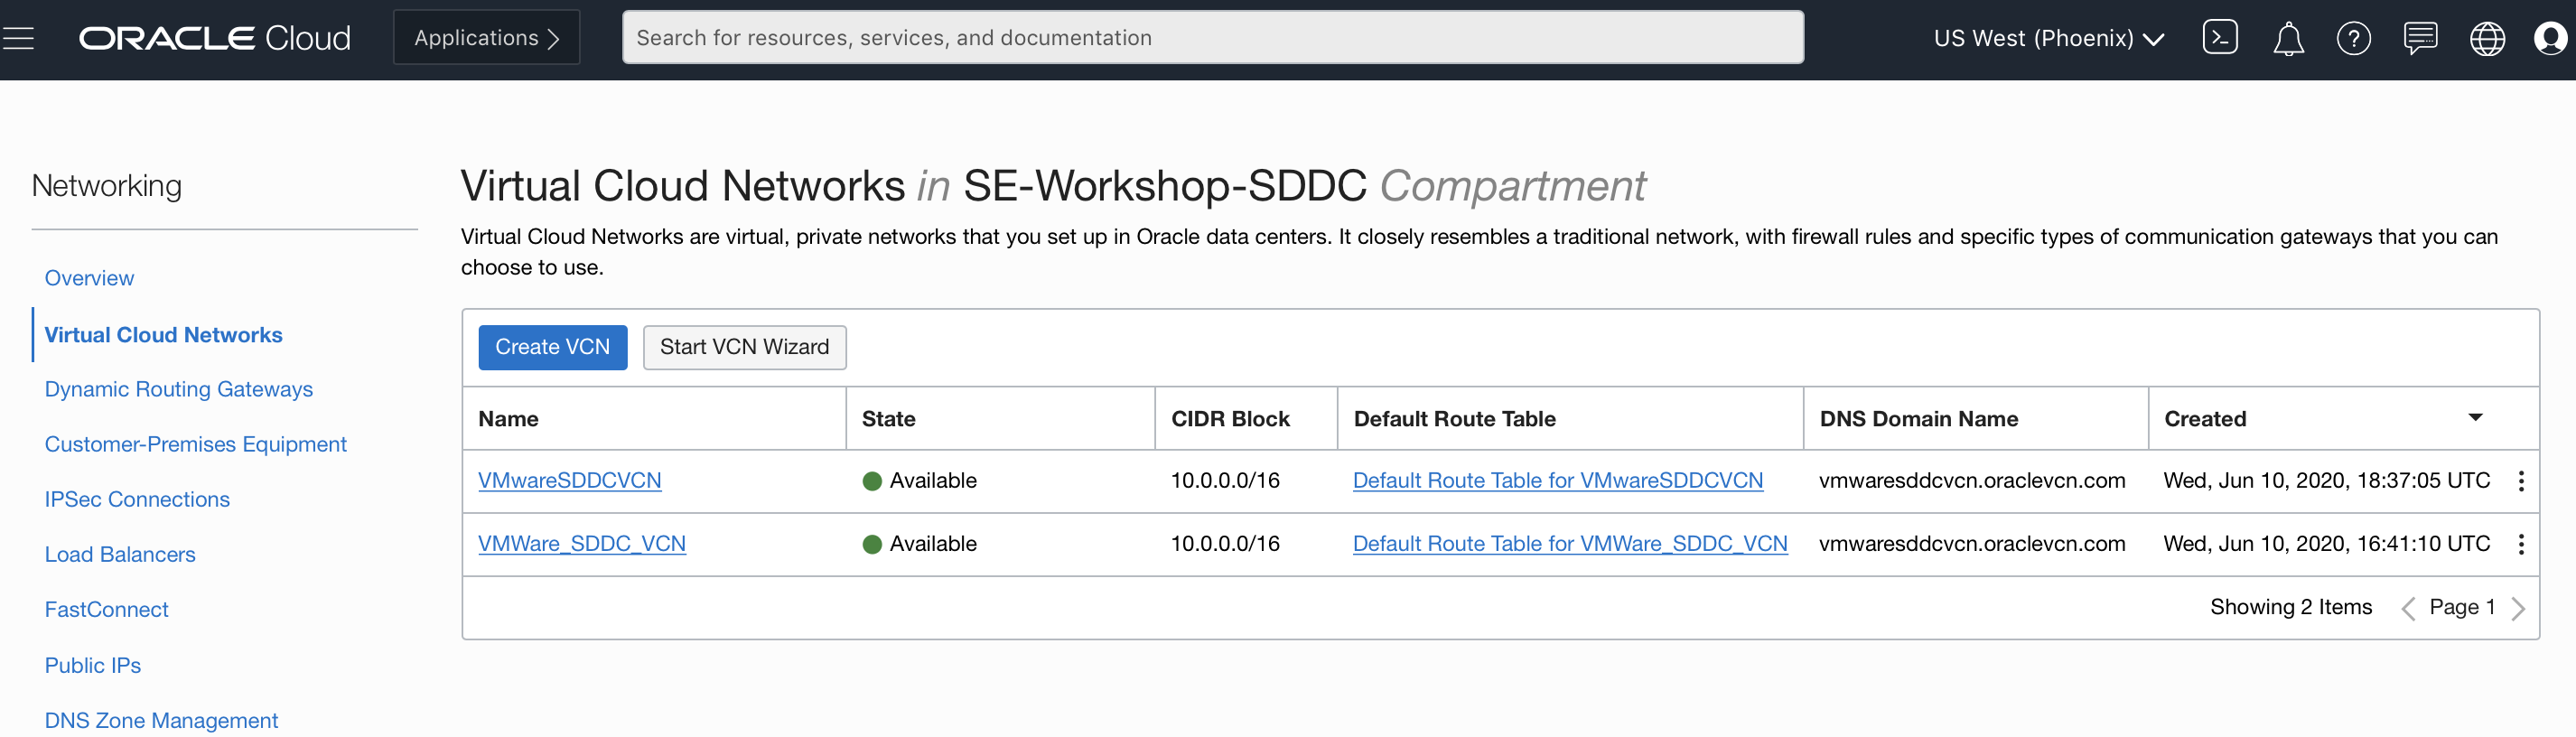 ORACLE Cloud
Applications
Search for resources, services, and documentation
US West (Phoenix)
Networking
Overview
Virtual Cloud Networks
Dynamic Routing Gateways
Customer-Premises Equipment
IPSec Connections
Load Balancers
FastConnect
Public IPs
DNS Zone Management
Virtual Cloud Networks in SE-Workshop-SDDC Compartment
Virtual Cloud Networks are virtual, private networks that you set up in Oracle data centers. It closely resembles a traditional network, with firewall rules and specific types of communication gateways that you can
choose to use.
Create VCN Start VCN Wizard
Name State CIDR Block Default Route Table DNS Domain Name Created
VMwareSDDCVCN Available 10.0.0.0/16 Default Route Table for VMwareSDDCVCN vmwaresddcvcn.oraclevcn.com Wed, Jun 10, 2020, 18:37:05 UTC
VMWare_SDDC_VCN Available 10.0.0.0/16 Default Route Table for VMWare_SDDC_VCN vmwaresddcvcn.oraclevcn.com Wed, Jun 10, 2020, 16:41:10 UTC
Showing 2 Items Page 1